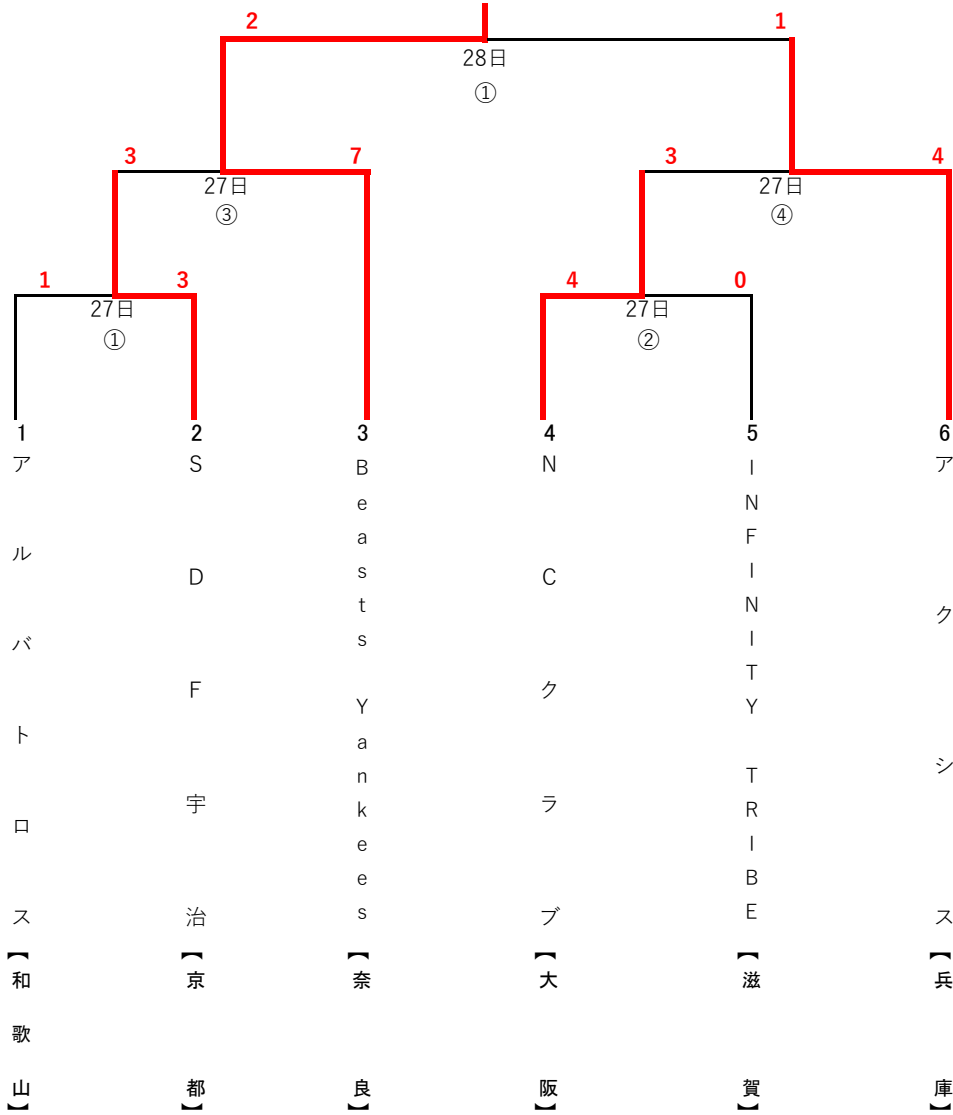 2 1
28日
①
3 7 3 4
27日 27日
③ ④
1 3 4 0
27日 27日
① ②
1 2 3 4 5 6
アルバトロス【和歌山】
SDF宇治【京都】
Beasts Yankees【奈良】
NCクラブ【大阪】
INFINITY TRIBE【滋賀】
アクシス【兵庫】